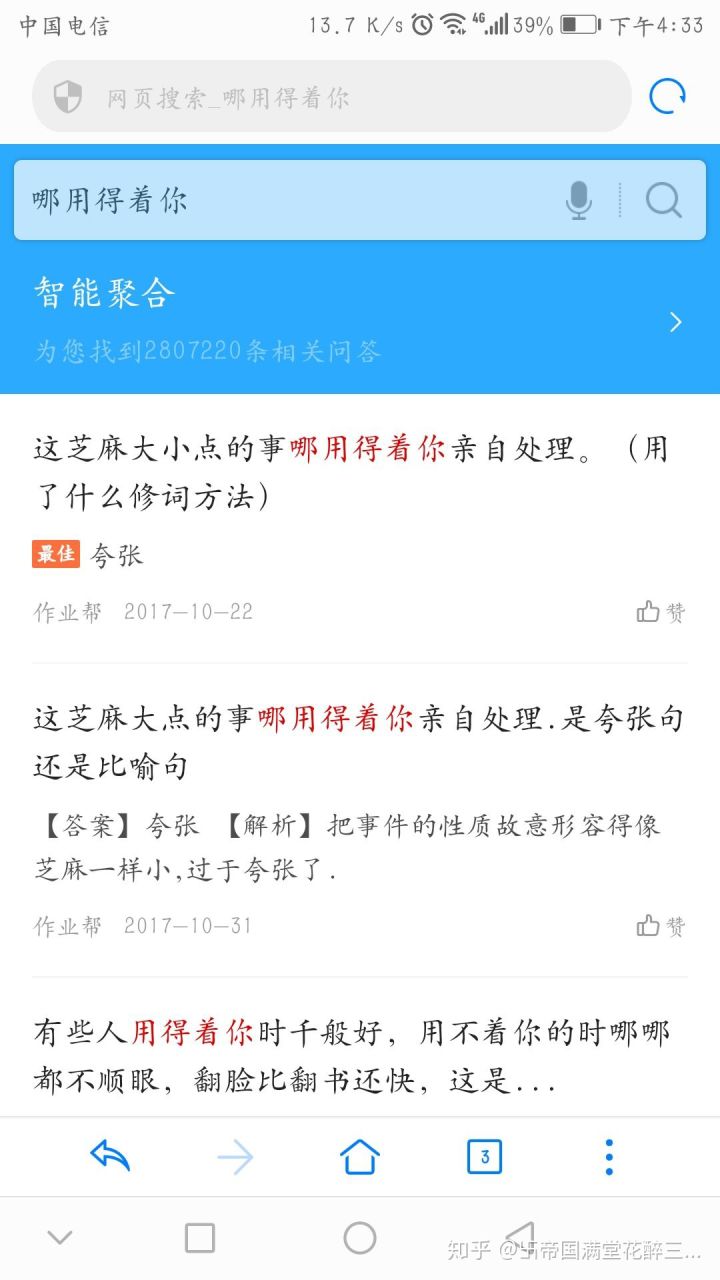 中国电信 13.7 K/s 4G 39% 下午4:33
网页搜索_哪用得着你
哪用得着你
智能聚合
为您找到2807220条相关问答
这芝麻大小点的事哪用得着你亲自处理。（用
了什么修词方法）
最佳 夸张
作业帮 2017-10-22 赞
这芝麻大点的事哪用得着你亲自处理.是夸张句
还是比喻句
【答案】夸张 【解析】把事件的性质故意形容得像
芝麻一样小,过于夸张了.
作业帮 2017-10-31 赞
有些人用得着你时千般好，用不着你的时哪哪
都不顺眼，翻脸比翻书还快，这是...
3
知乎 @卐帝国满堂花醉三...